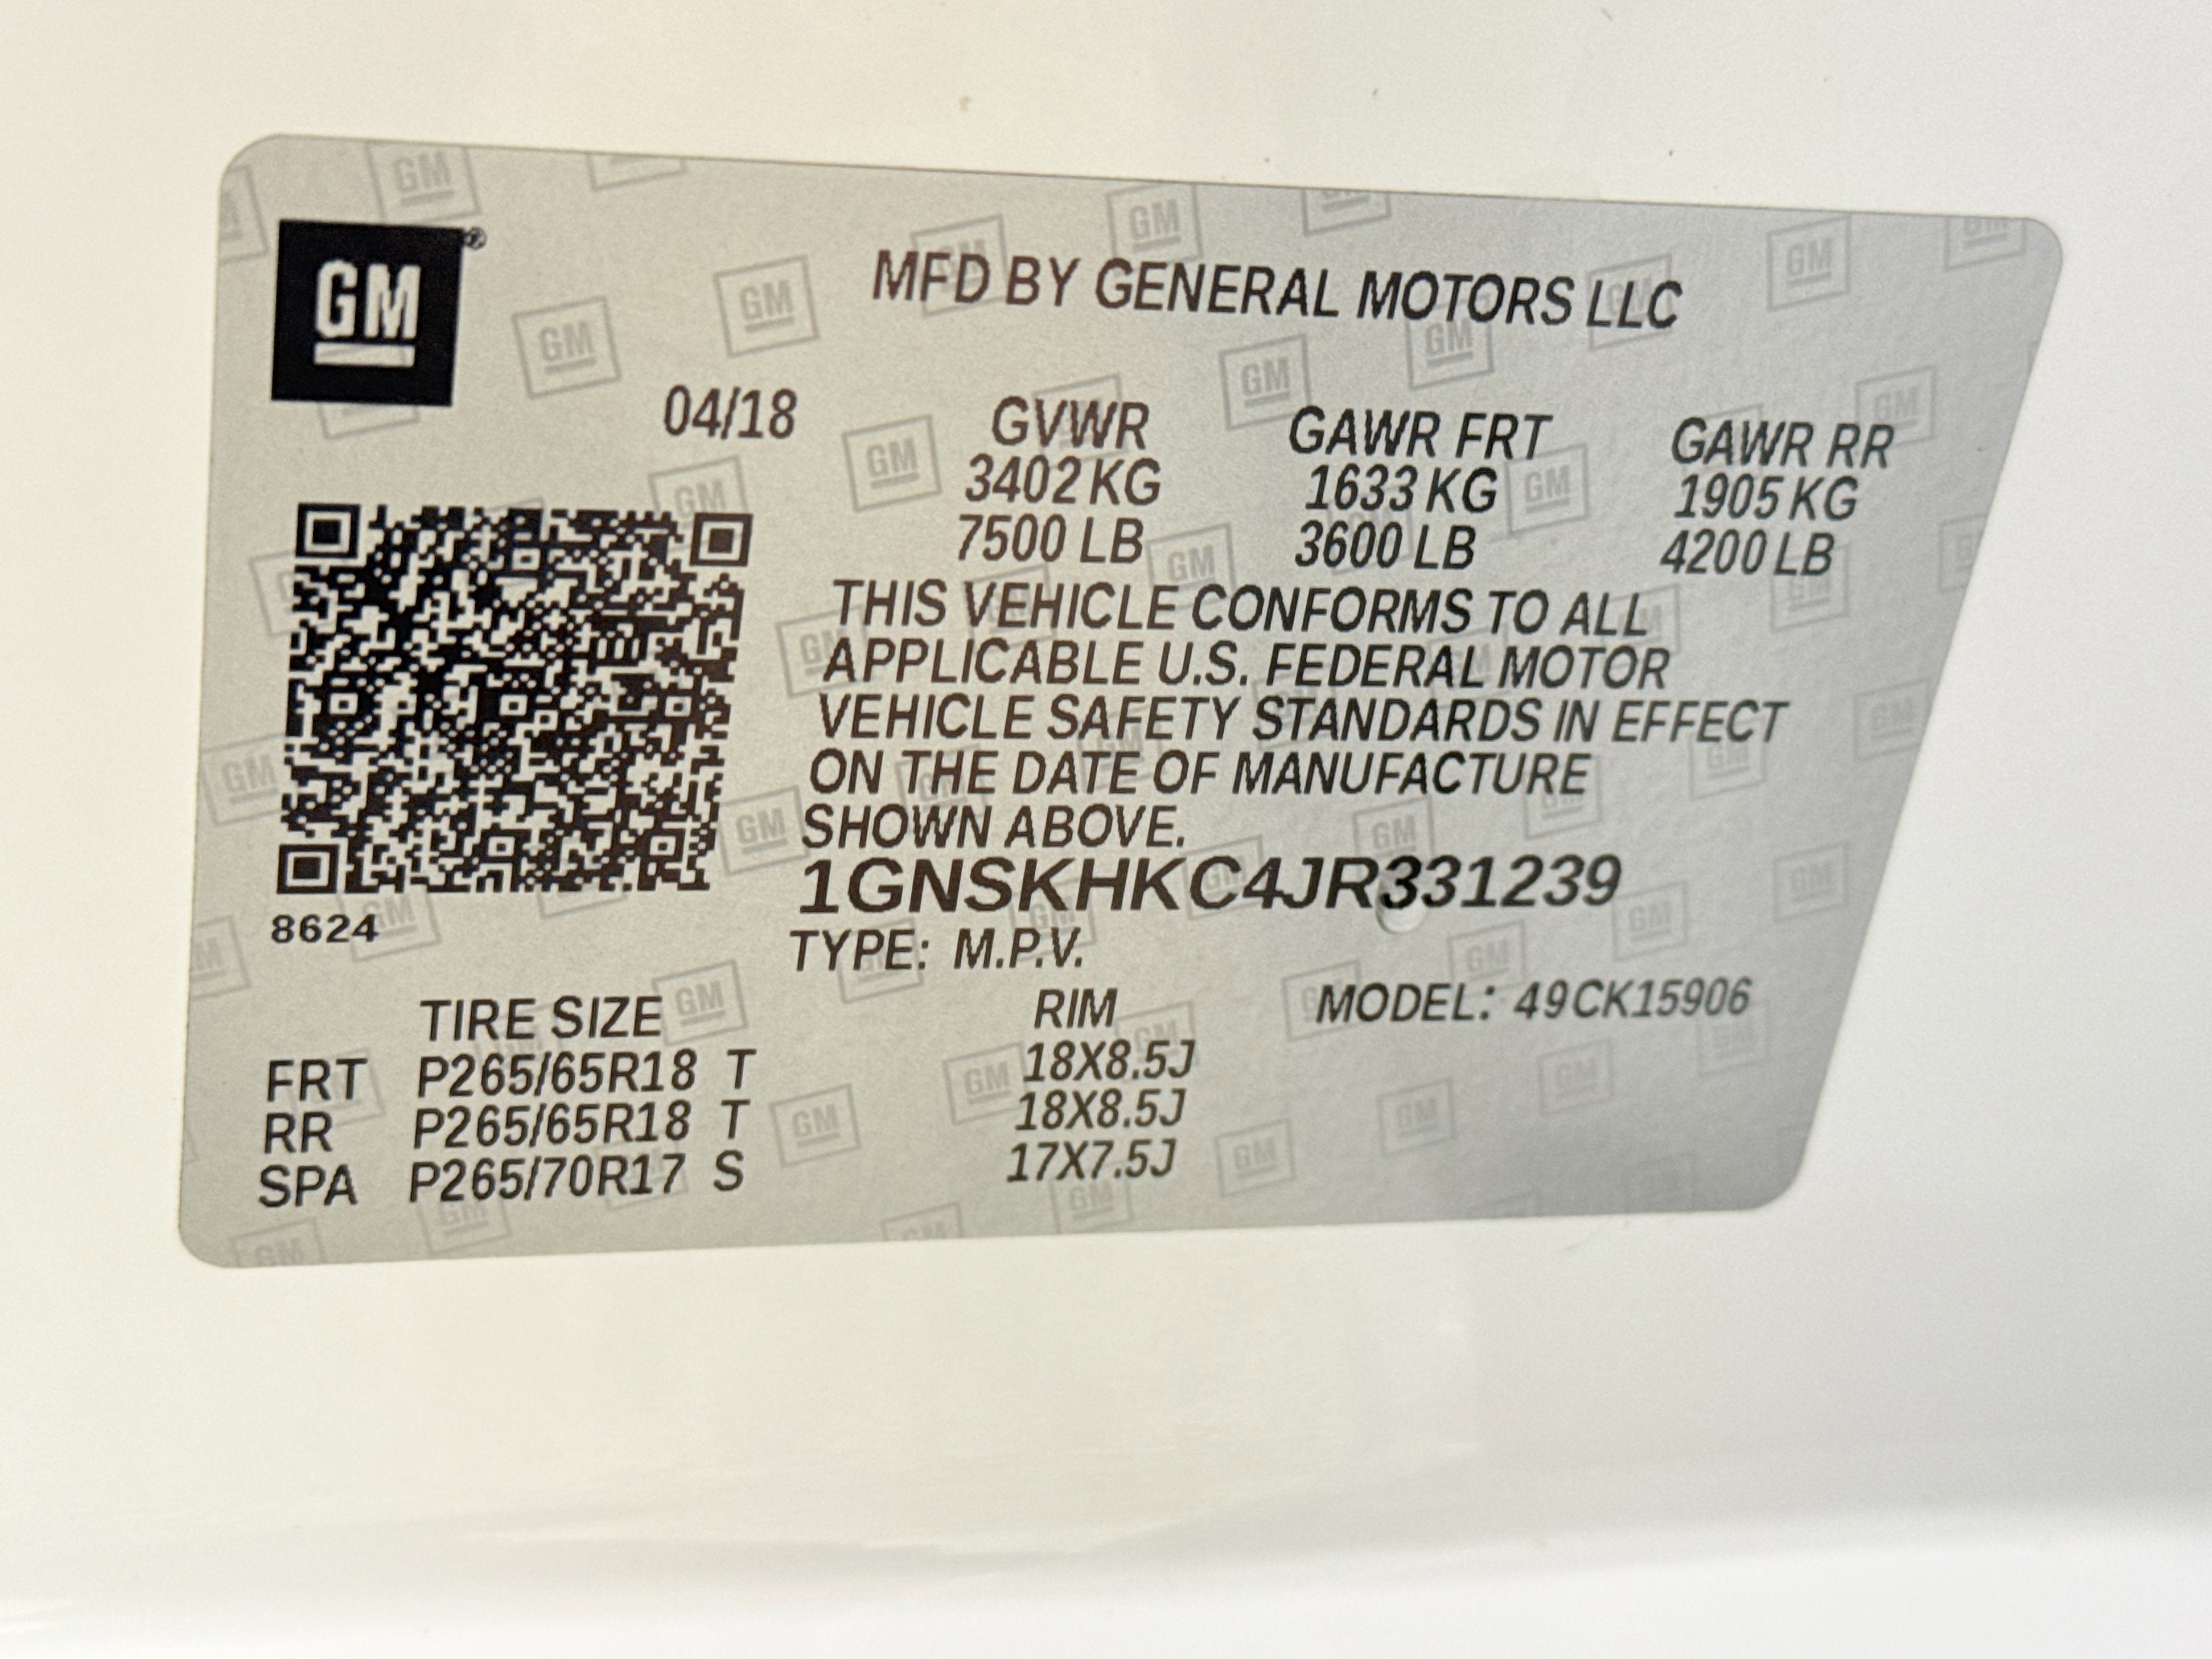 GM®
MFD BY GENERAL MOTORS LLC
04/18 GVWR GAWR FRT GAWR RR
3402 KG 1633 KG 1905 KG
7500 LB 3600 LB 4200 LB
THIS VEHICLE CONFORMS TO ALL
APPLICABLE U.S. FEDERAL MOTOR
VEHICLE SAFETY STANDARDS IN EFFECT
ON THE DATE OF MANUFACTURE
SHOWN ABOVE.
1GNSKHKC4JR331239
8624
TYPE: M.P.V.
TIRE SIZE RIM MODEL: 49CK15906
FRT P265/65R18 T 18X8.5J
RR P265/65R18 T 18X8.5J
SPA P265/70R17 S 17X7.5J